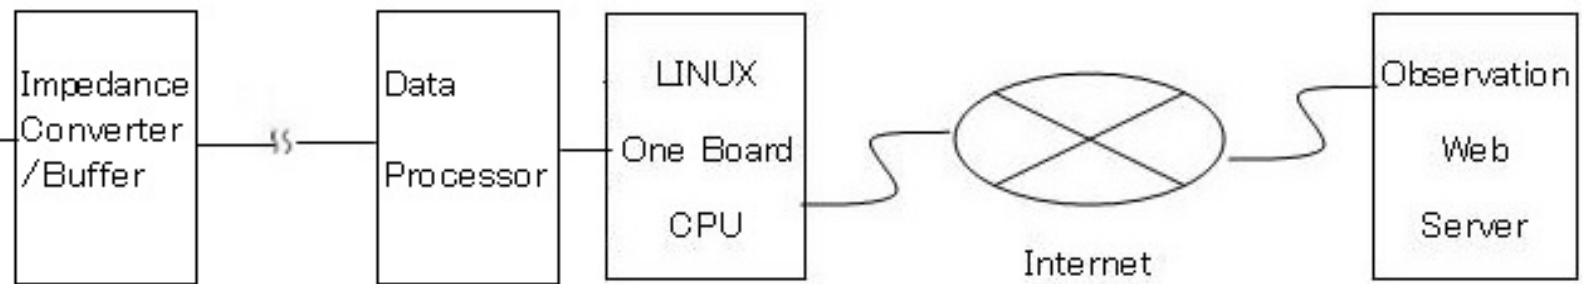 Impedance
Converter
/Buffer
Data
Processor
LINUX
One Board
CPU
Internet
Observation
Web
Server